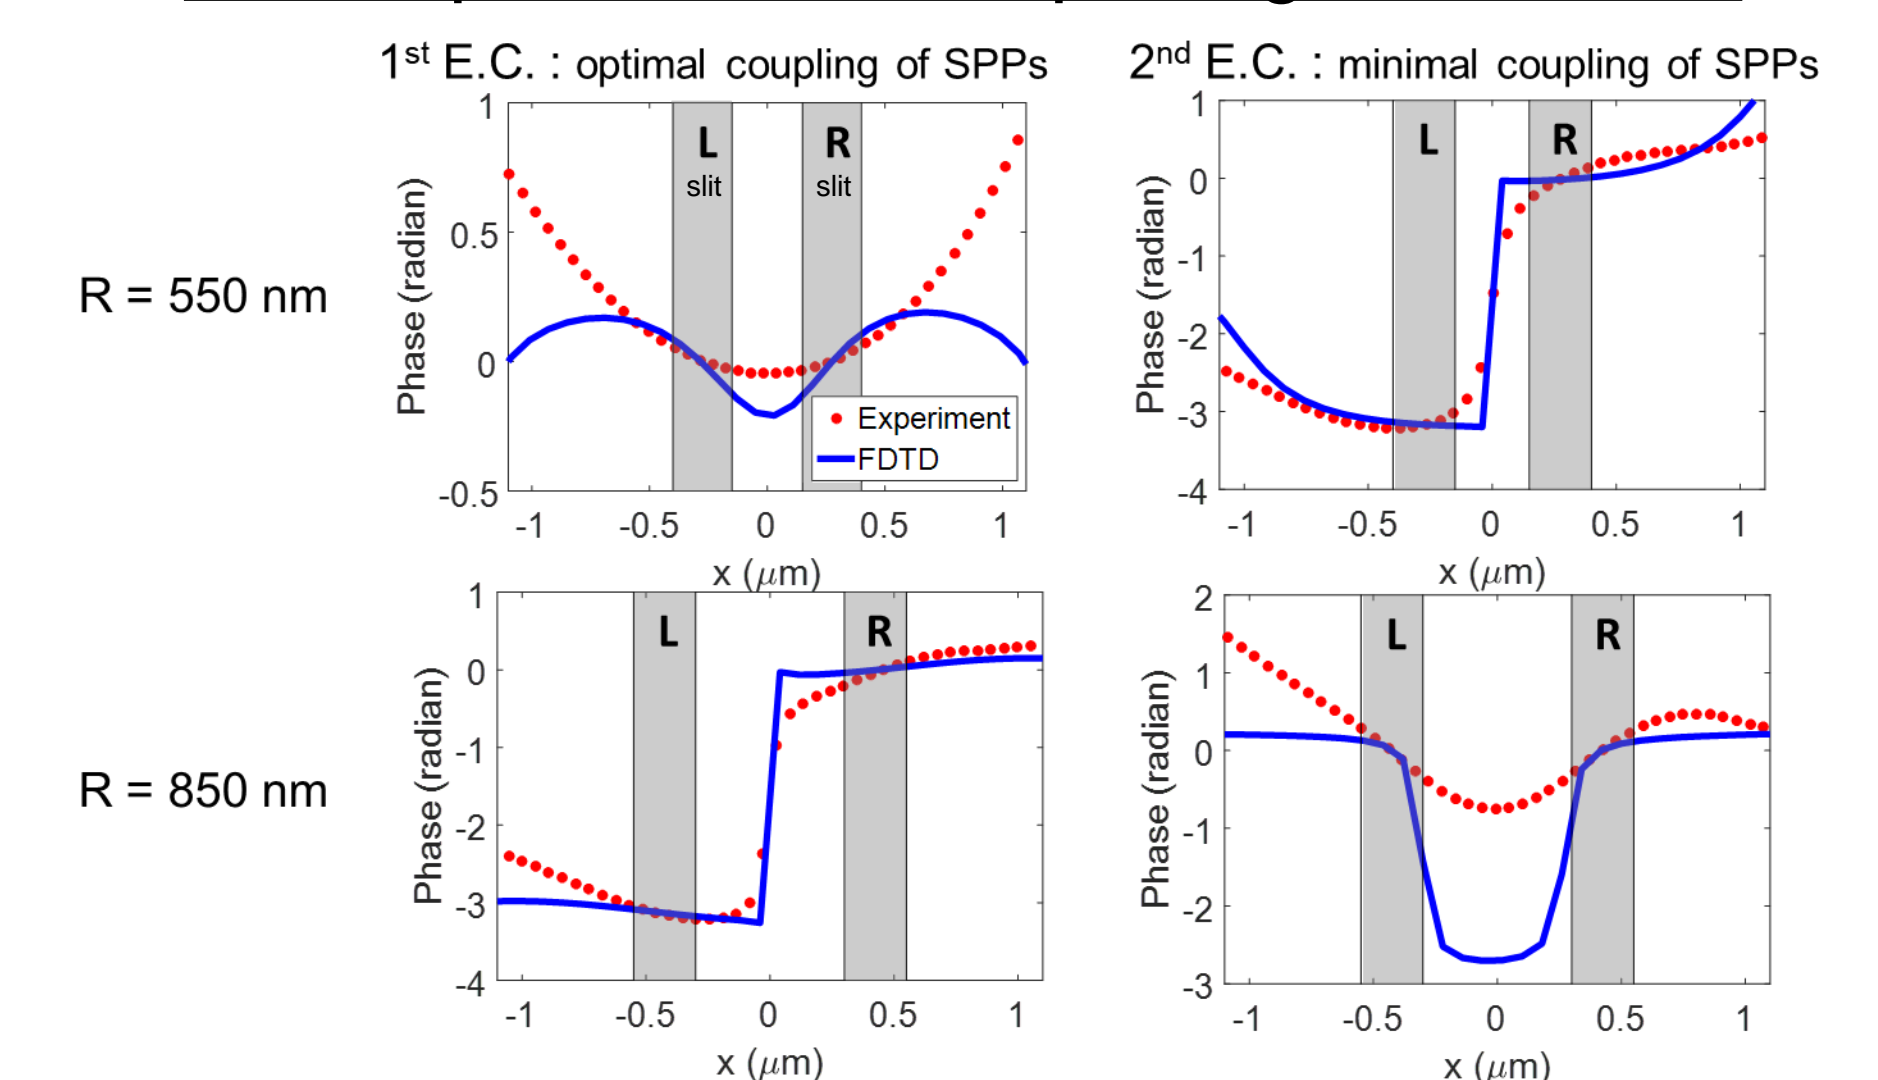 1st E.C. : optimal coupling of SPPs
2nd E.C. : minimal coupling of SPPs
R = 550 nm
Phase (radian)
1
0.5
0
-0.5
L
slit
R
slit
Experiment
FDTD
-1
-0.5
0
0.5
1
x (μm)
Phase (radian)
1
0
-1
-2
-3
-4
L
R
-1
-0.5
0
0.5
1
x (μm)
R = 850 nm
Phase (radian)
1
0
-1
-2
-3
-4
L
R
-1
-0.5
0
0.5
1
x (μm)
Phase (radian)
2
1
0
-1
-2
-3
L
R
-1
-0.5
0
0.5
1
x (μm)